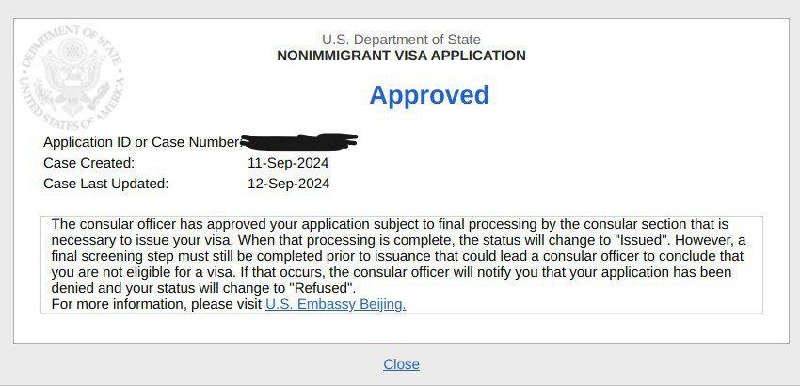 DEPARTMENT OF STATE
UNITED STATES OF AMERICA
U.S. Department of State
NONIMMIGRANT VISA APPLICATION
Approved
Application ID or Case Number
Case Created: 11-Sep-2024
Case Last Updated: 12-Sep-2024
The consular officer has approved your application subject to final processing by the consular section that is
necessary to issue your visa. When that processing is complete, the status will change to "Issued". However, a
final screening step must still be completed prior to issuance that could lead a consular officer to conclude that
you are not eligible for a visa. If that occurs, the consular officer will notify you that your application has been
denied and your status will change to "Refused".
For more information, please visit U.S. Embassy Beijing.
Close